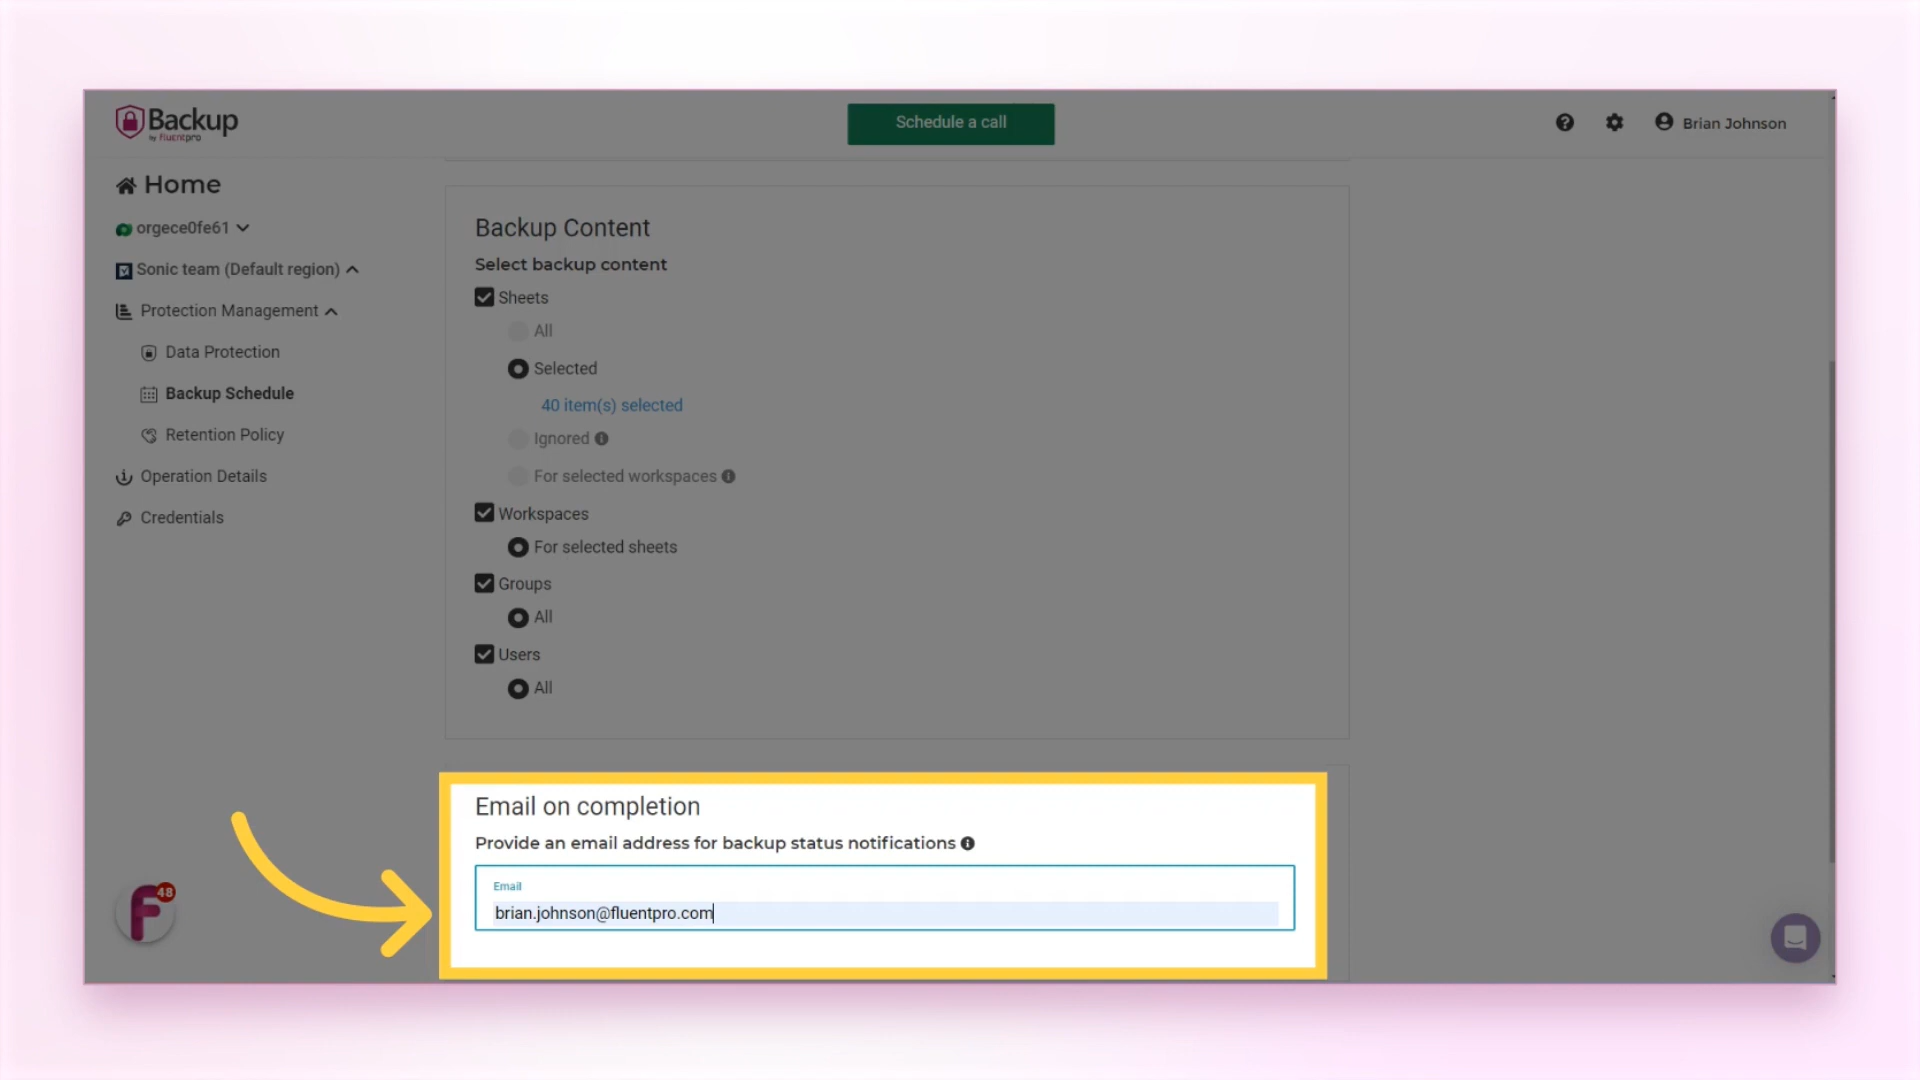 Backup
by fluentpro
Schedule a call
Brian Johnson
Home
orgece0fe61
Sonic team (Default region)
Protection Management
Data Protection
Backup Schedule
Retention Policy
Operation Details
Credentials
Backup Content
Select backup content
Sheets
All
Selected
40 item(s) selected
Ignored
For selected workspaces
Workspaces
For selected sheets
Groups
All
Users
All
Email on completion
Provide an email address for backup status notifications
Email
brian.johnson@fluentpro.com
F
48